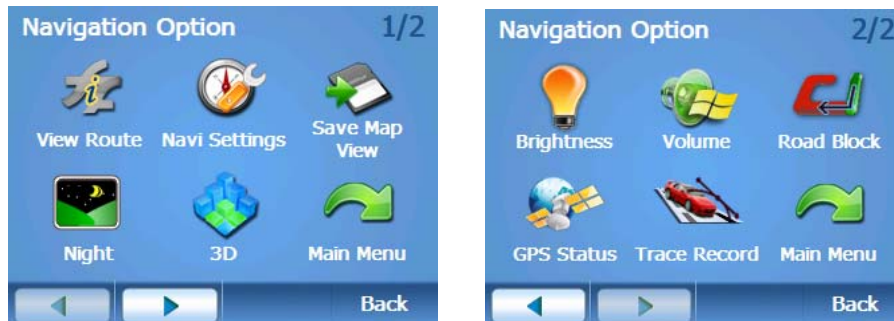 Navigation Option 1/2
View Route Navi Settings Save Map
View
Night 3D Main Menu
Back
Navigation Option 2/2
Brightness Volume Road Block
GPS Status Trace Record Main Menu
Back